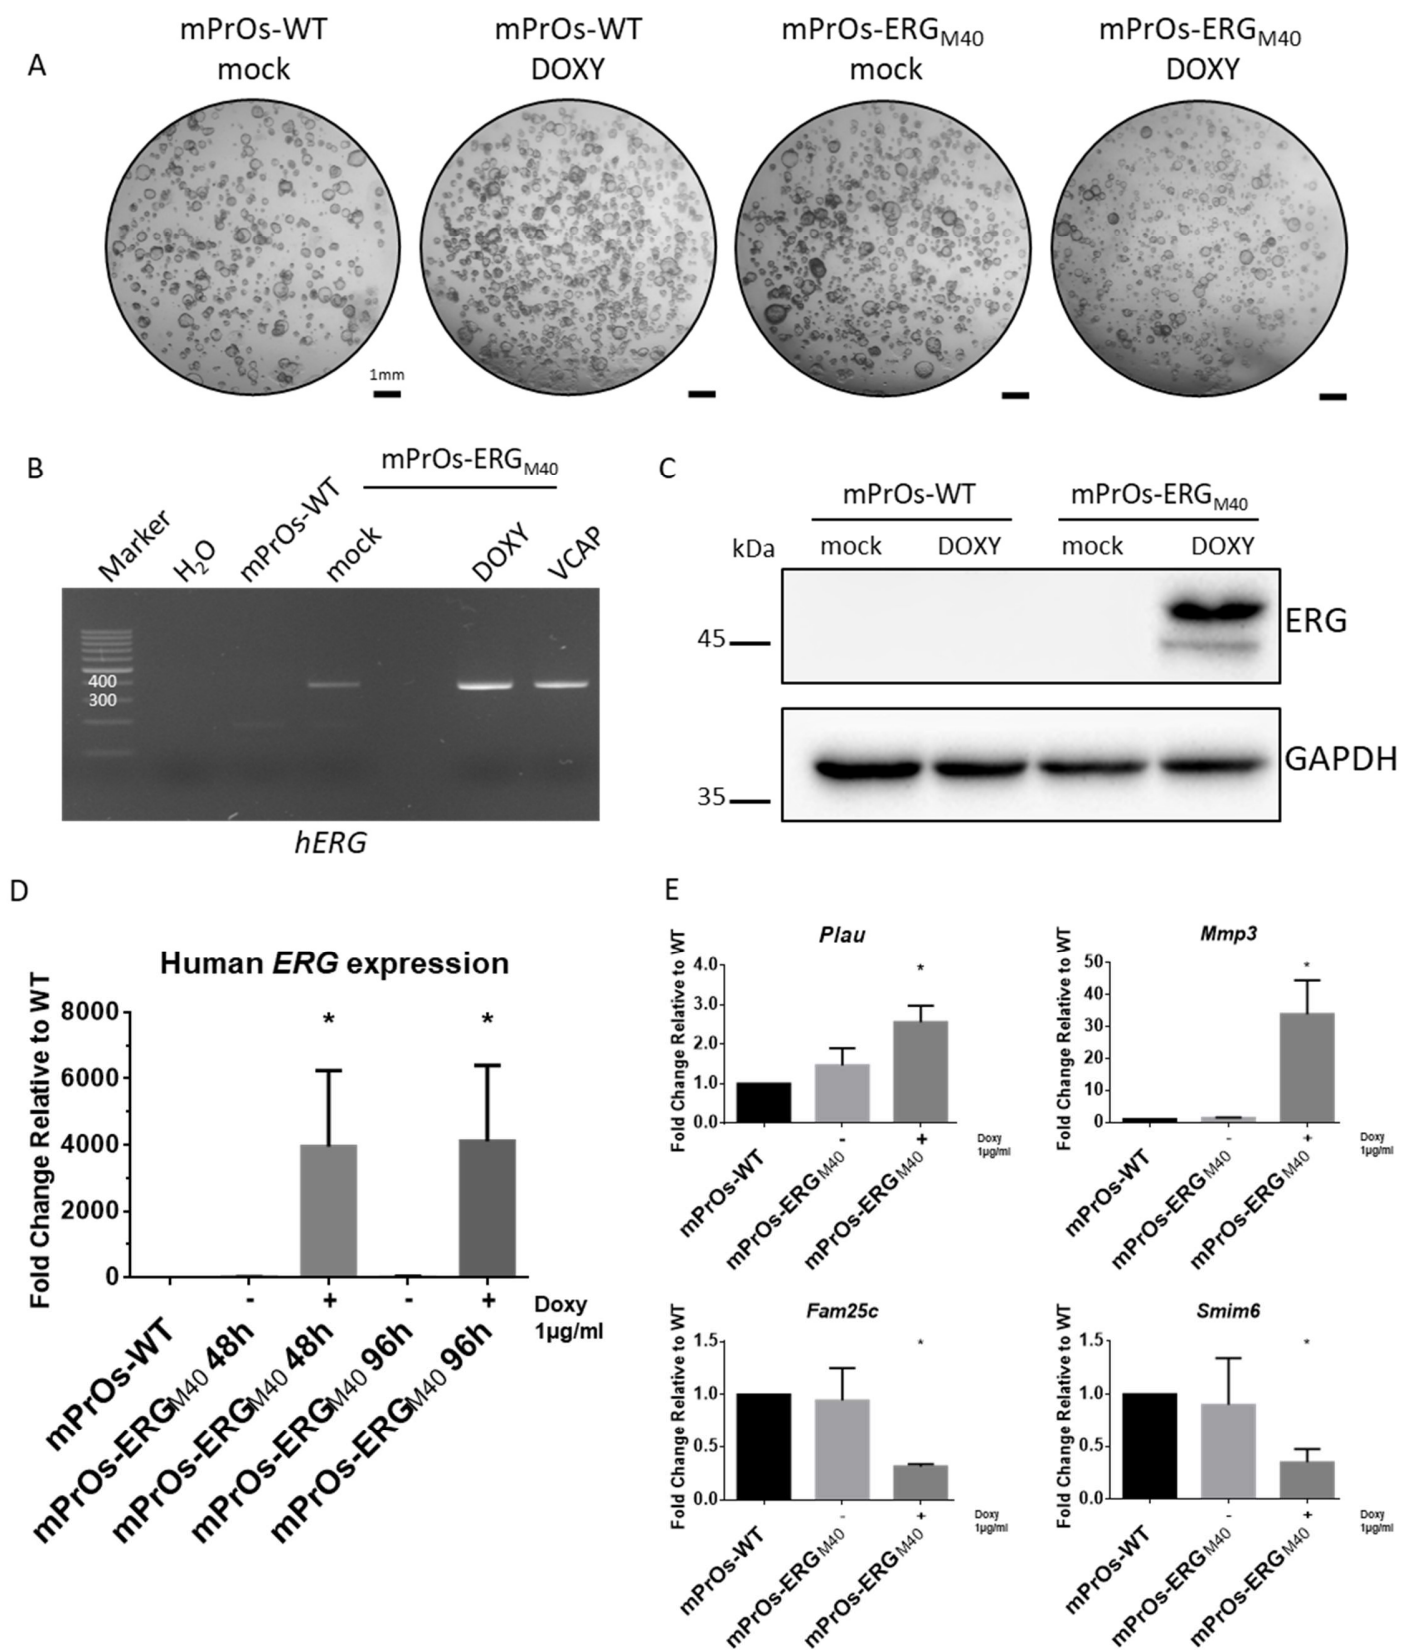 A
mPrOs-WT
mock
mPrOs-WT
DOXY
mPrOs-ERGM40
mock
mPrOs-ERGM40
DOXY
1mm
B
mPrOs-ERGM40
Marker
H2O
mPrOs-WT
mock
DOXY
VCAP
400
300
hERG
C
mPrOs-WT
mPrOs-ERGM40
kDa
mock
DOXY
mock
DOXY
45
ERG
35
GAPDH
D
Human ERG expression
Fold Change Relative to WT
8000
6000
4000
2000
0
*
*
-
+
-
+
Doxy
1µg/ml
mPrOs-WT
mPrOs-ERGM40 48h
mPrOs-ERGM40 48h
mPrOs-ERGM40 96h
mPrOs-ERGM40 96h
E
Plau
Fold Change Relative to WT
4.0
3.0
2.0
1.0
0.0
*
-
+
Doxy
1µg/ml
mPrOs-WT
mPrOs-ERGM40
mPrOs-ERGM40
Mmp3
Fold Change Relative to WT
50
40
30
20
10
0
*
-
+
Doxy
1µg/ml
mPrOs-WT
mPrOs-ERGM40
mPrOs-ERGM40
Fam25c
Fold Change Relative to WT
1.5
1.0
0.5
0.0
*
-
+
Doxy
1µg/ml
mPrOs-WT
mPrOs-ERGM40
mPrOs-ERGM40
Smim6
Fold Change Relative to WT
1.5
1.0
0.5
0.0
*
-
+
Doxy
1µg/ml
mPrOs-WT
mPrOs-ERGM40
mPrOs-ERGM40